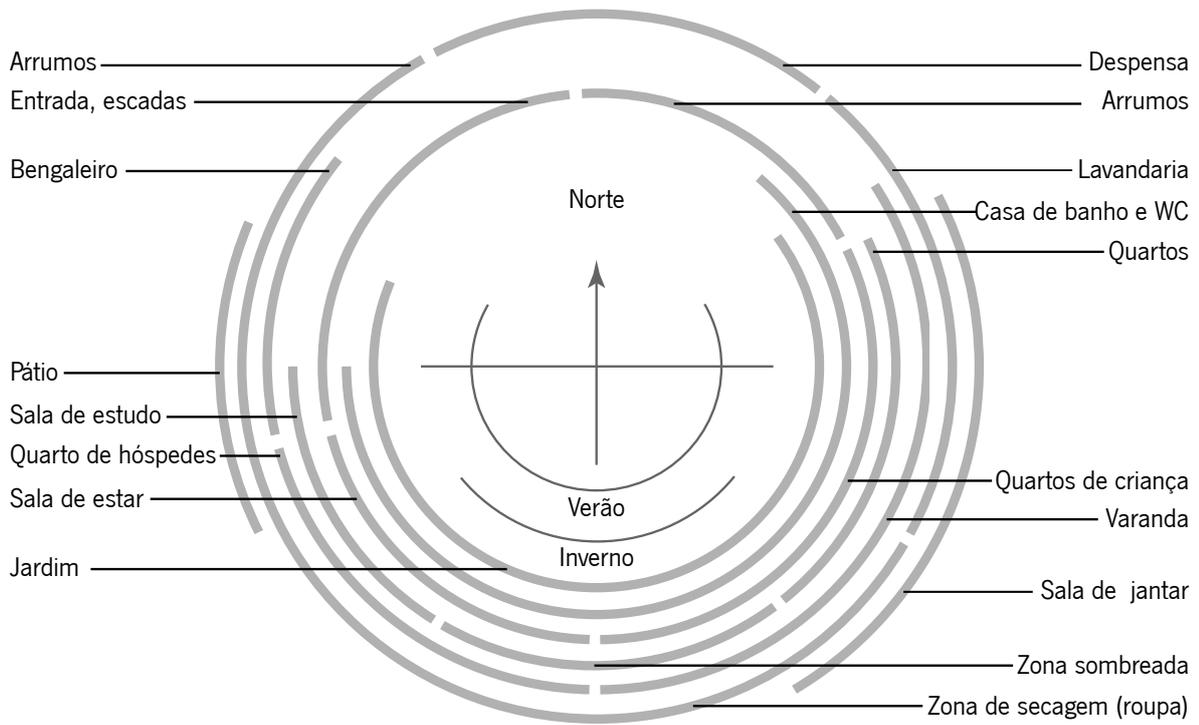 Arrumos
Entrada, escadas
Bengaleiro
Pátio
Sala de estudo
Quarto de hóspedes
Sala de estar
Jardim
Norte
Verão
Inverno
Despensa
Arrumos
Lavandaria
Casa de banho e WC
Quartos
Quartos de criança
Varanda
Sala de jantar
Zona sombreada
Zona de secagem (roupa)